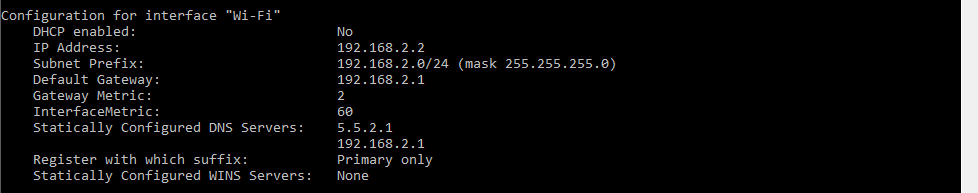 Configuration for interface "Wi-Fi"
DHCP enabled: No
IP Address: 192.168.2.2
Subnet Prefix: 192.168.2.0/24 (mask 255.255.255.0)
Default Gateway: 192.168.2.1
Gateway Metric: 2
InterfaceMetric: 60
Statically Configured DNS Servers: 5.5.2.1
192.168.2.1
Register with which suffix: Primary only
Statically Configured WINS Servers: None